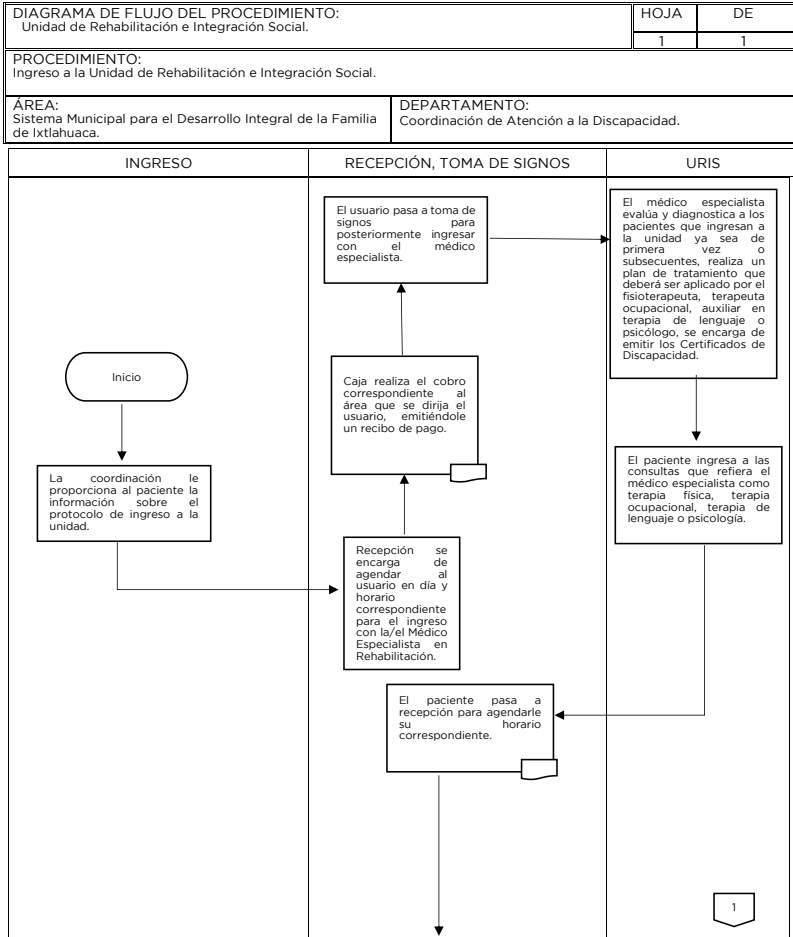 DIAGRAMA DE FLUJO DEL PROCEDIMIENTO:
Unidad de Rehabilitación e Integración Social.
HOJA
DE
1
1
PROCEDIMIENTO:
Ingreso a la Unidad de Rehabilitación e Integración Social.
ÁREA:
Sistema Municipal para el Desarrollo Integral de la Familia
de Ixtlahuaca.
DEPARTAMENTO:
Coordinación de Atención a la Discapacidad.
INGRESO
RECEPCIÓN, TOMA DE SIGNOS
URIS
Inicio
La coordinación le
proporciona al paciente la
información sobre el
protocolo de ingreso a la
unidad.
Recepción se
encarga de
agendar al
usuario en día y
horario
correspondiente
para el ingreso
con la/el Médico
Especialista en
Rehabilitación.
Caja realiza el cobro
correspondiente al
área que se dirija el
usuario, emitiéndole
un recibo de pago.
El usuario pasa a toma de
signos para
posteriormente ingresar
con el médico
especialista.
El médico especialista
evalúa y diagnostica a los
pacientes que ingresan a
la unidad ya sea de
primera vez o
subsecuentes, realiza un
plan de tratamiento que
deberá ser aplicado por el
fisioterapeuta, terapeuta
ocupacional, auxiliar en
terapia de lenguaje o
psicólogo, se encarga de
emitir los Certificados de
Discapacidad.
El paciente ingresa a las
consultas que refiera el
médico especialista como
terapia física, terapia
ocupacional, terapia de
lenguaje o psicología.
El paciente pasa a
recepción para agendarle
su horario
correspondiente.
1